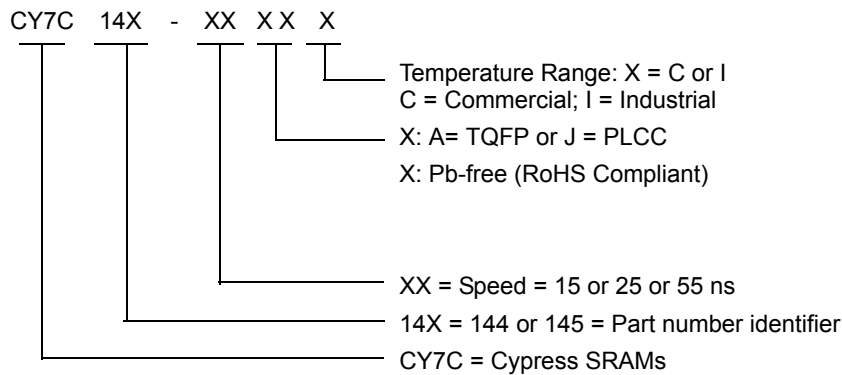 CY7C 14X - XX X X X
Temperature Range: X = C or I
C = Commercial; I = Industrial
X: A= TQFP or J = PLCC
X: Pb-free (RoHS Compliant)
XX = Speed = 15 or 25 or 55 ns
14X = 144 or 145 = Part number identifier
CY7C = Cypress SRAMs